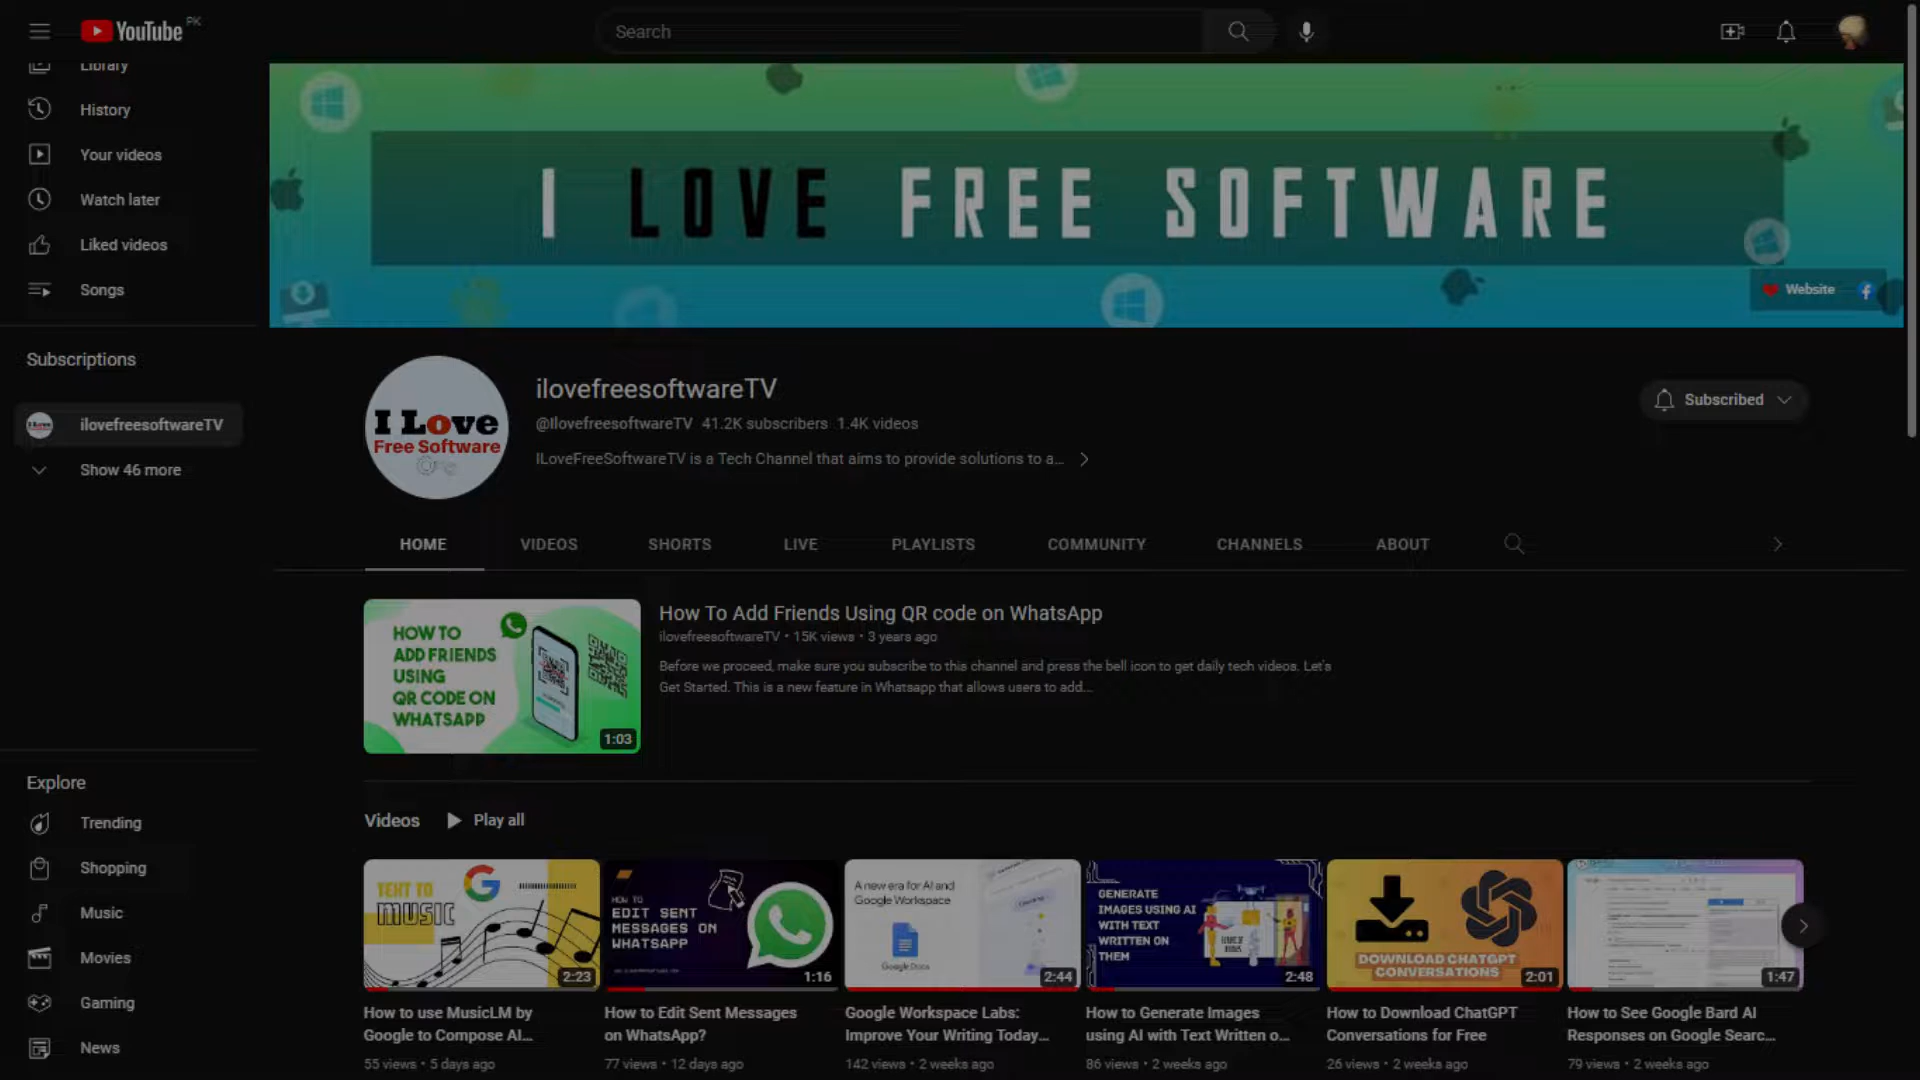 YouTube PK
Search
Library
History
Your videos
Watch later
Liked videos
Songs
Subscriptions
ilovefreesoftwareTV
Show 46 more
Explore
Trending
Shopping
Music
Movies
Gaming
News
I LOVE FREE SOFTWARE
Website
I Love
Free Software
ilovefreesoftwareTV
@IlovefreesoftwareTV 41.2K subscribers 1.4K videos
ILoveFreeSoftwareTV is a Tech Channel that aims to provide solutions to a...
Subscribed
HOME VIDEOS SHORTS LIVE PLAYLISTS COMMUNITY CHANNELS ABOUT
HOW TO
ADD FRIENDS
USING
QR CODE ON
WHATSAPP
1:03
How To Add Friends Using QR code on WhatsApp
ilovefreesoftwareTV • 15K views • 3 years ago
Before we proceed, make sure you subscribe to this channel and press the bell icon to get daily tech videos. Let's
Get Started. This is a new feature in Whatsapp that allows users to add...
Videos Play all
TEXT TO
MUSIC
2:23
How to use MusicLM by
Google to Compose AI...
55 views • 5 days ago
HOW TO
EDIT SENT
MESSAGES ON
WHATSAPP
1:16
How to Edit Sent Messages
on WhatsApp?
77 views • 12 days ago
A new era for AI and
Google Workspace
Google Docs
2:44
Google Workspace Labs:
Improve Your Writing Today...
142 views • 2 weeks ago
GENERATE
IMAGES USING AI
WITH TEXT
WRITTEN ON
THEM
2:48
How to Generate Images
using AI with Text Written o...
86 views • 2 weeks ago
DOWNLOAD CHATGPT
CONVERSATIONS
2:01
How to Download ChatGPT
Conversations for Free
26 views • 2 weeks ago
1:47
How to See Google Bard AI
Responses on Google Searc...
79 views • 2 weeks ago